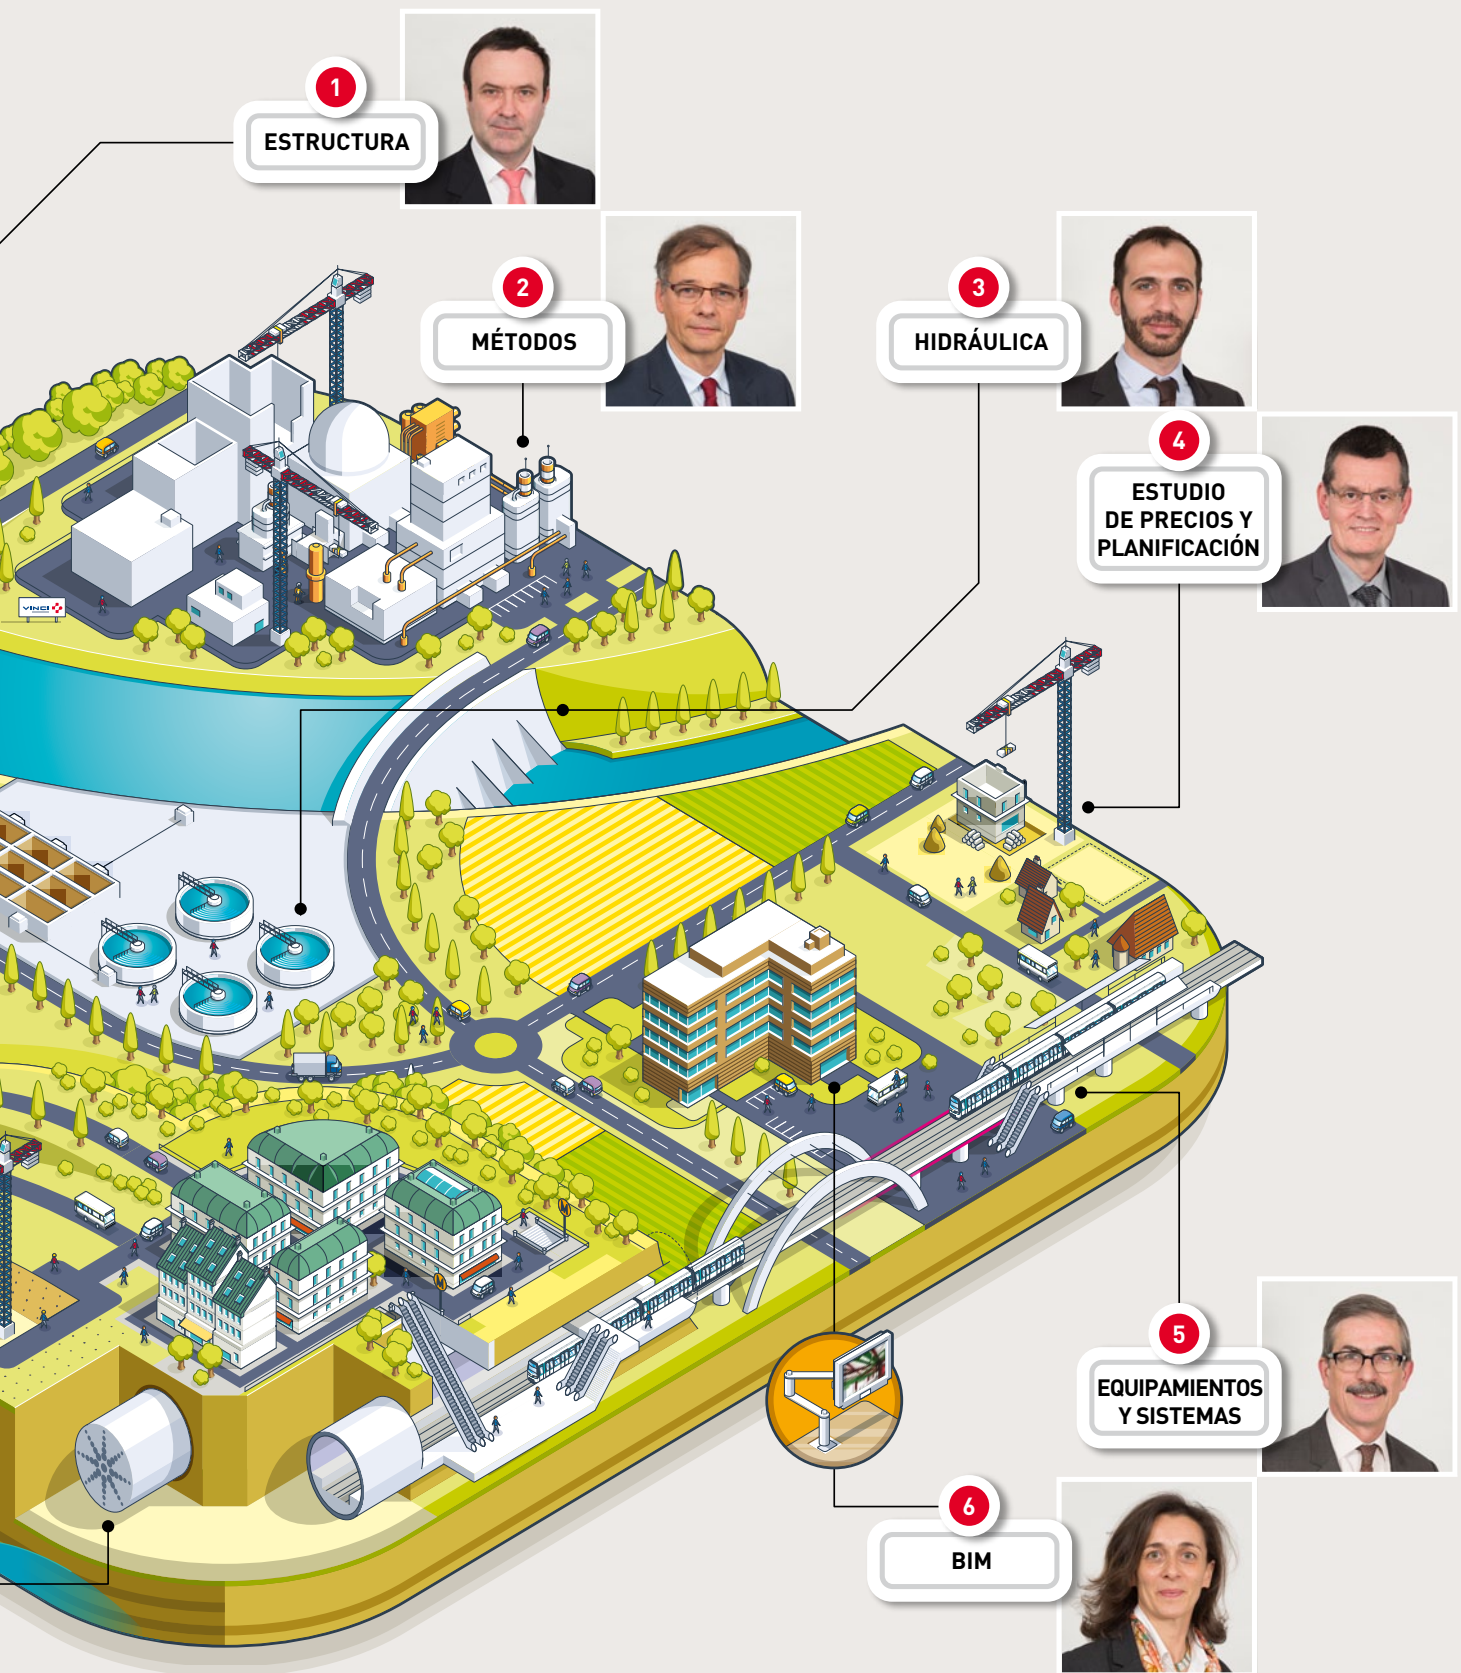 1
ESTRUCTURA
2
MÉTODOS
3
HIDRÁULICA
4
ESTUDIO
DE PRECIOS Y
PLANIFICACIÓN
VINCI
5
EQUIPAMIENTOS
Y SISTEMAS
6
BIM
M
M